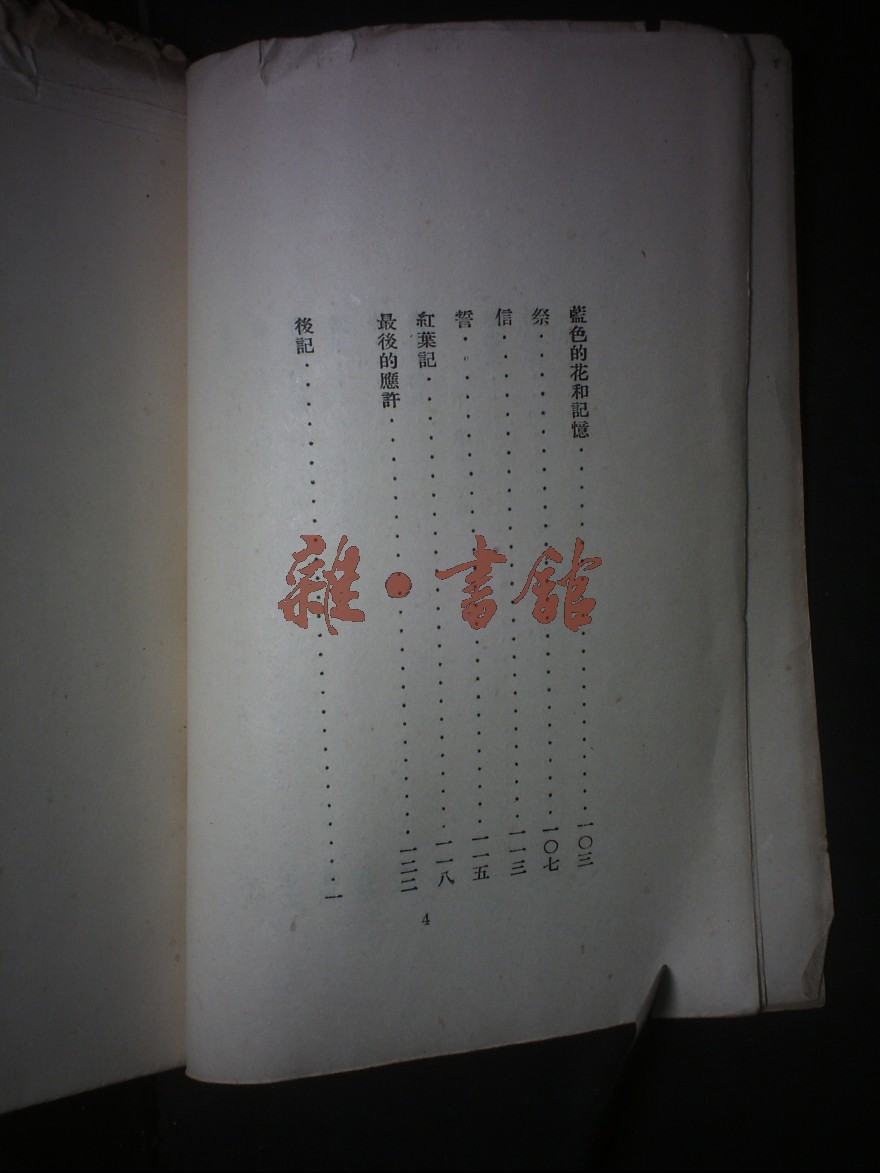 藍色的花和記憶····················一〇三
祭·························一〇七
信·························一一三
誓·························一一五
紅葉記························一一八
最後的應許······················一二二
後記···························一
4
雜·書館